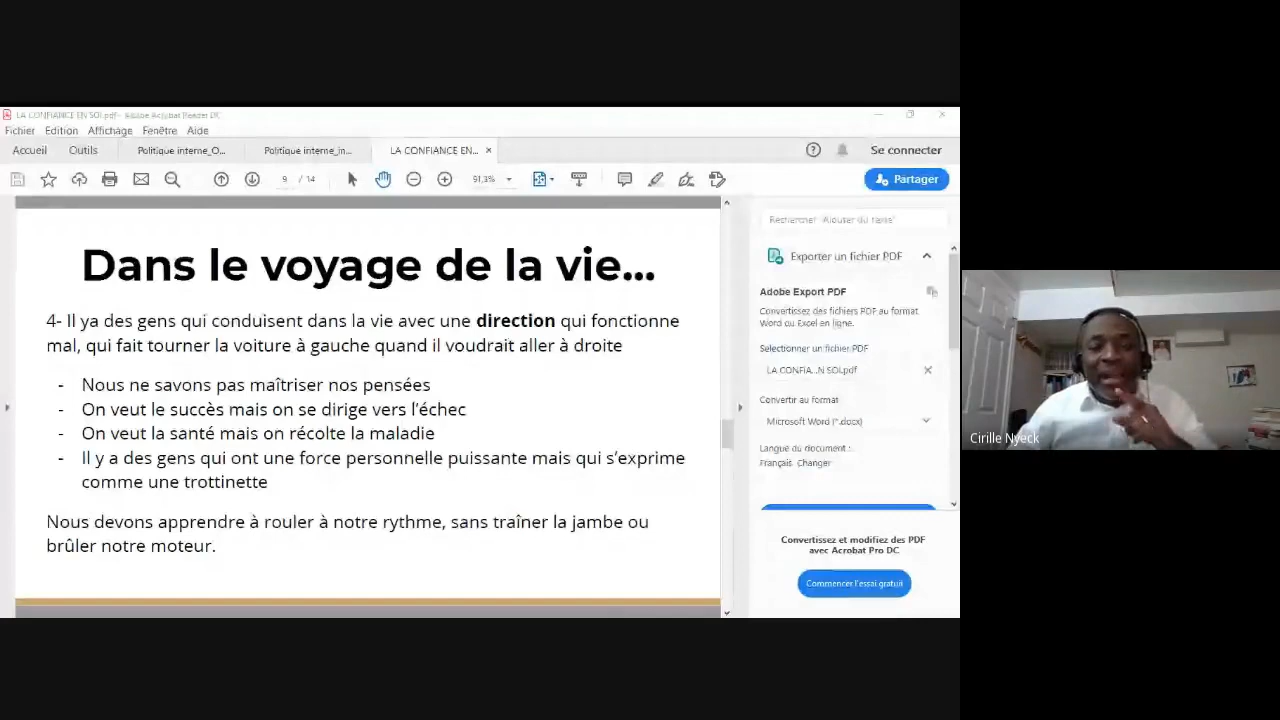 LA CONFIANCE EN SOI.pdf - Adobe Acrobat Reader DC
Fichier Edition Affichage Fenêtre Aide
Accueil Outils Politique interne_O... Politique interne_in... LA CONFIANCE EN... × Se connecter
9 / 14 91,3% Partager
Dans le voyage de la vie...
4- Il ya des gens qui conduisent dans la vie avec une direction qui fonctionne
mal, qui fait tourner la voiture à gauche quand il voudrait aller à droite
- Nous ne savons pas maîtriser nos pensées
- On veut le succès mais on se dirige vers l'échec
- On veut la santé mais on récolte la maladie
- Il y a des gens qui ont une force personnelle puissante mais qui s'exprime
comme une trottinette
Nous devons apprendre à rouler à notre rythme, sans traîner la jambe ou
brûler notre moteur.
Rechercher 'Ajouter du texte'
Exporter un fichier PDF
Adobe Export PDF
Convertissez des fichiers PDF au format
Word ou Excel en ligne.
Sélectionner un fichier PDF
LA CONFIA...N SOI.pdf ×
Convertir au format
Microsoft Word (*.docx)
Langue du document :
Français Changer
Convertissez et modifiez des PDF
avec Acrobat Pro DC
Commencer l'essai gratuit
Cirille Nyeck